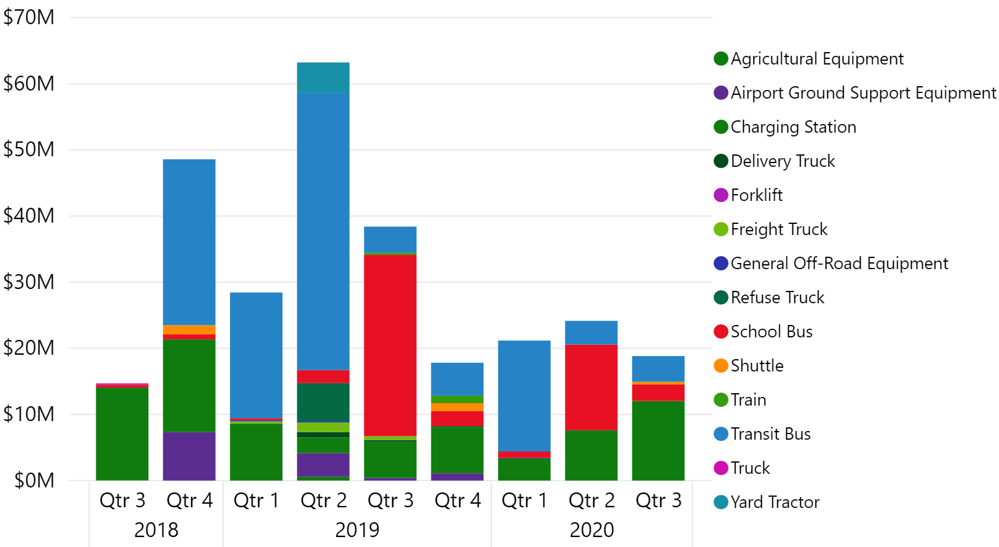 $70M
$60M
$50M
$40M
$30M
$20M
$10M
$0M
Qtr 3 Qtr 4 Qtr 1 Qtr 2 Qtr 3 Qtr 4 Qtr 1 Qtr 2 Qtr 3
2018 2019 2020
Agricultural Equipment
Airport Ground Support Equipment
Charging Station
Delivery Truck
Forklift
Freight Truck
General Off-Road Equipment
Refuse Truck
School Bus
Shuttle
Train
Transit Bus
Truck
Yard Tractor